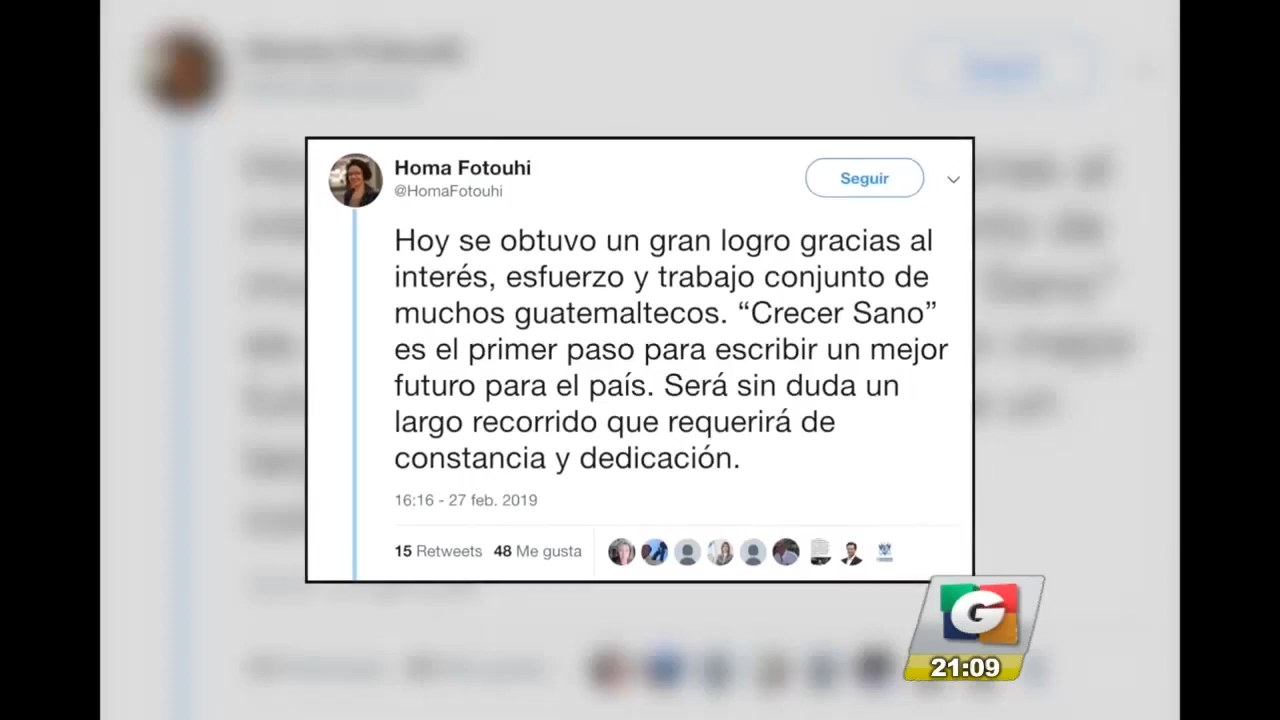 Homa Fotouhi
@HomaFotouhi
Seguir
Hoy se obtuvo un gran logro gracias al
interés, esfuerzo y trabajo conjunto de
muchos guatemaltecos. “Crecer Sano”
es el primer paso para escribir un mejor
futuro para el país. Será sin duda un
largo recorrido que requerirá de
constancia y dedicación.
16:16 - 27 feb. 2019
15 Retweets 48 Me gusta
G
21:09